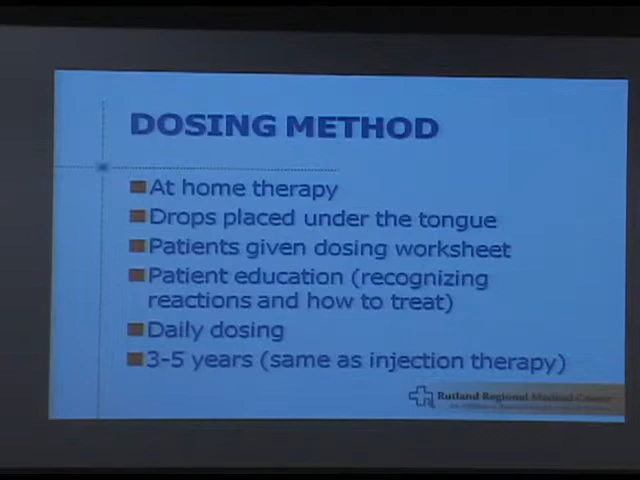 DOSING METHOD
At home therapy
Drops placed under the tongue
Patients given dosing worksheet
Patient education (recognizing
reactions and how to treat)
Daily dosing
3-5 years (same as injection therapy)
Rutland Regional Medical Center